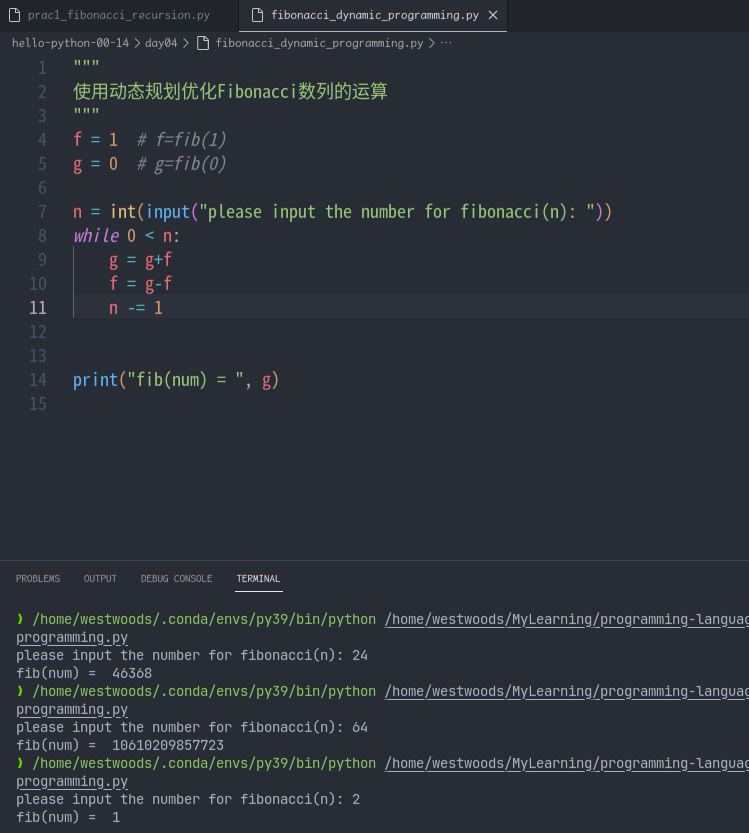 prac1_fibonacci_recursion.py fibonacci_dynamic_programming.py
hello-python-00-14 > day04 > fibonacci_dynamic_programming.py > ...
1 """
2 使用动态规划优化Fibonacci数列的运算
3 """
4 f = 1 # f=fib(1)
5 g = 0 # g=fib(0)
6
7 n = int(input("please input the number for fibonacci(n): "))
8 while 0 < n:
9 g = g+f
10 f = g-f
11 n -= 1
12
13
14 print("fib(num) = ", g)
15
PROBLEMS OUTPUT DEBUG CONSOLE TERMINAL
❯ /home/westwoods/.conda/envs/py39/bin/python /home/westwoods/MyLearning/programming-languag
programming.py
please input the number for fibonacci(n): 24
fib(num) =  46368
❯ /home/westwoods/.conda/envs/py39/bin/python /home/westwoods/MyLearning/programming-languag
programming.py
please input the number for fibonacci(n): 64
fib(num) =  10610209857723
❯ /home/westwoods/.conda/envs/py39/bin/python /home/westwoods/MyLearning/programming-languag
programming.py
please input the number for fibonacci(n): 2
fib(num) =  1